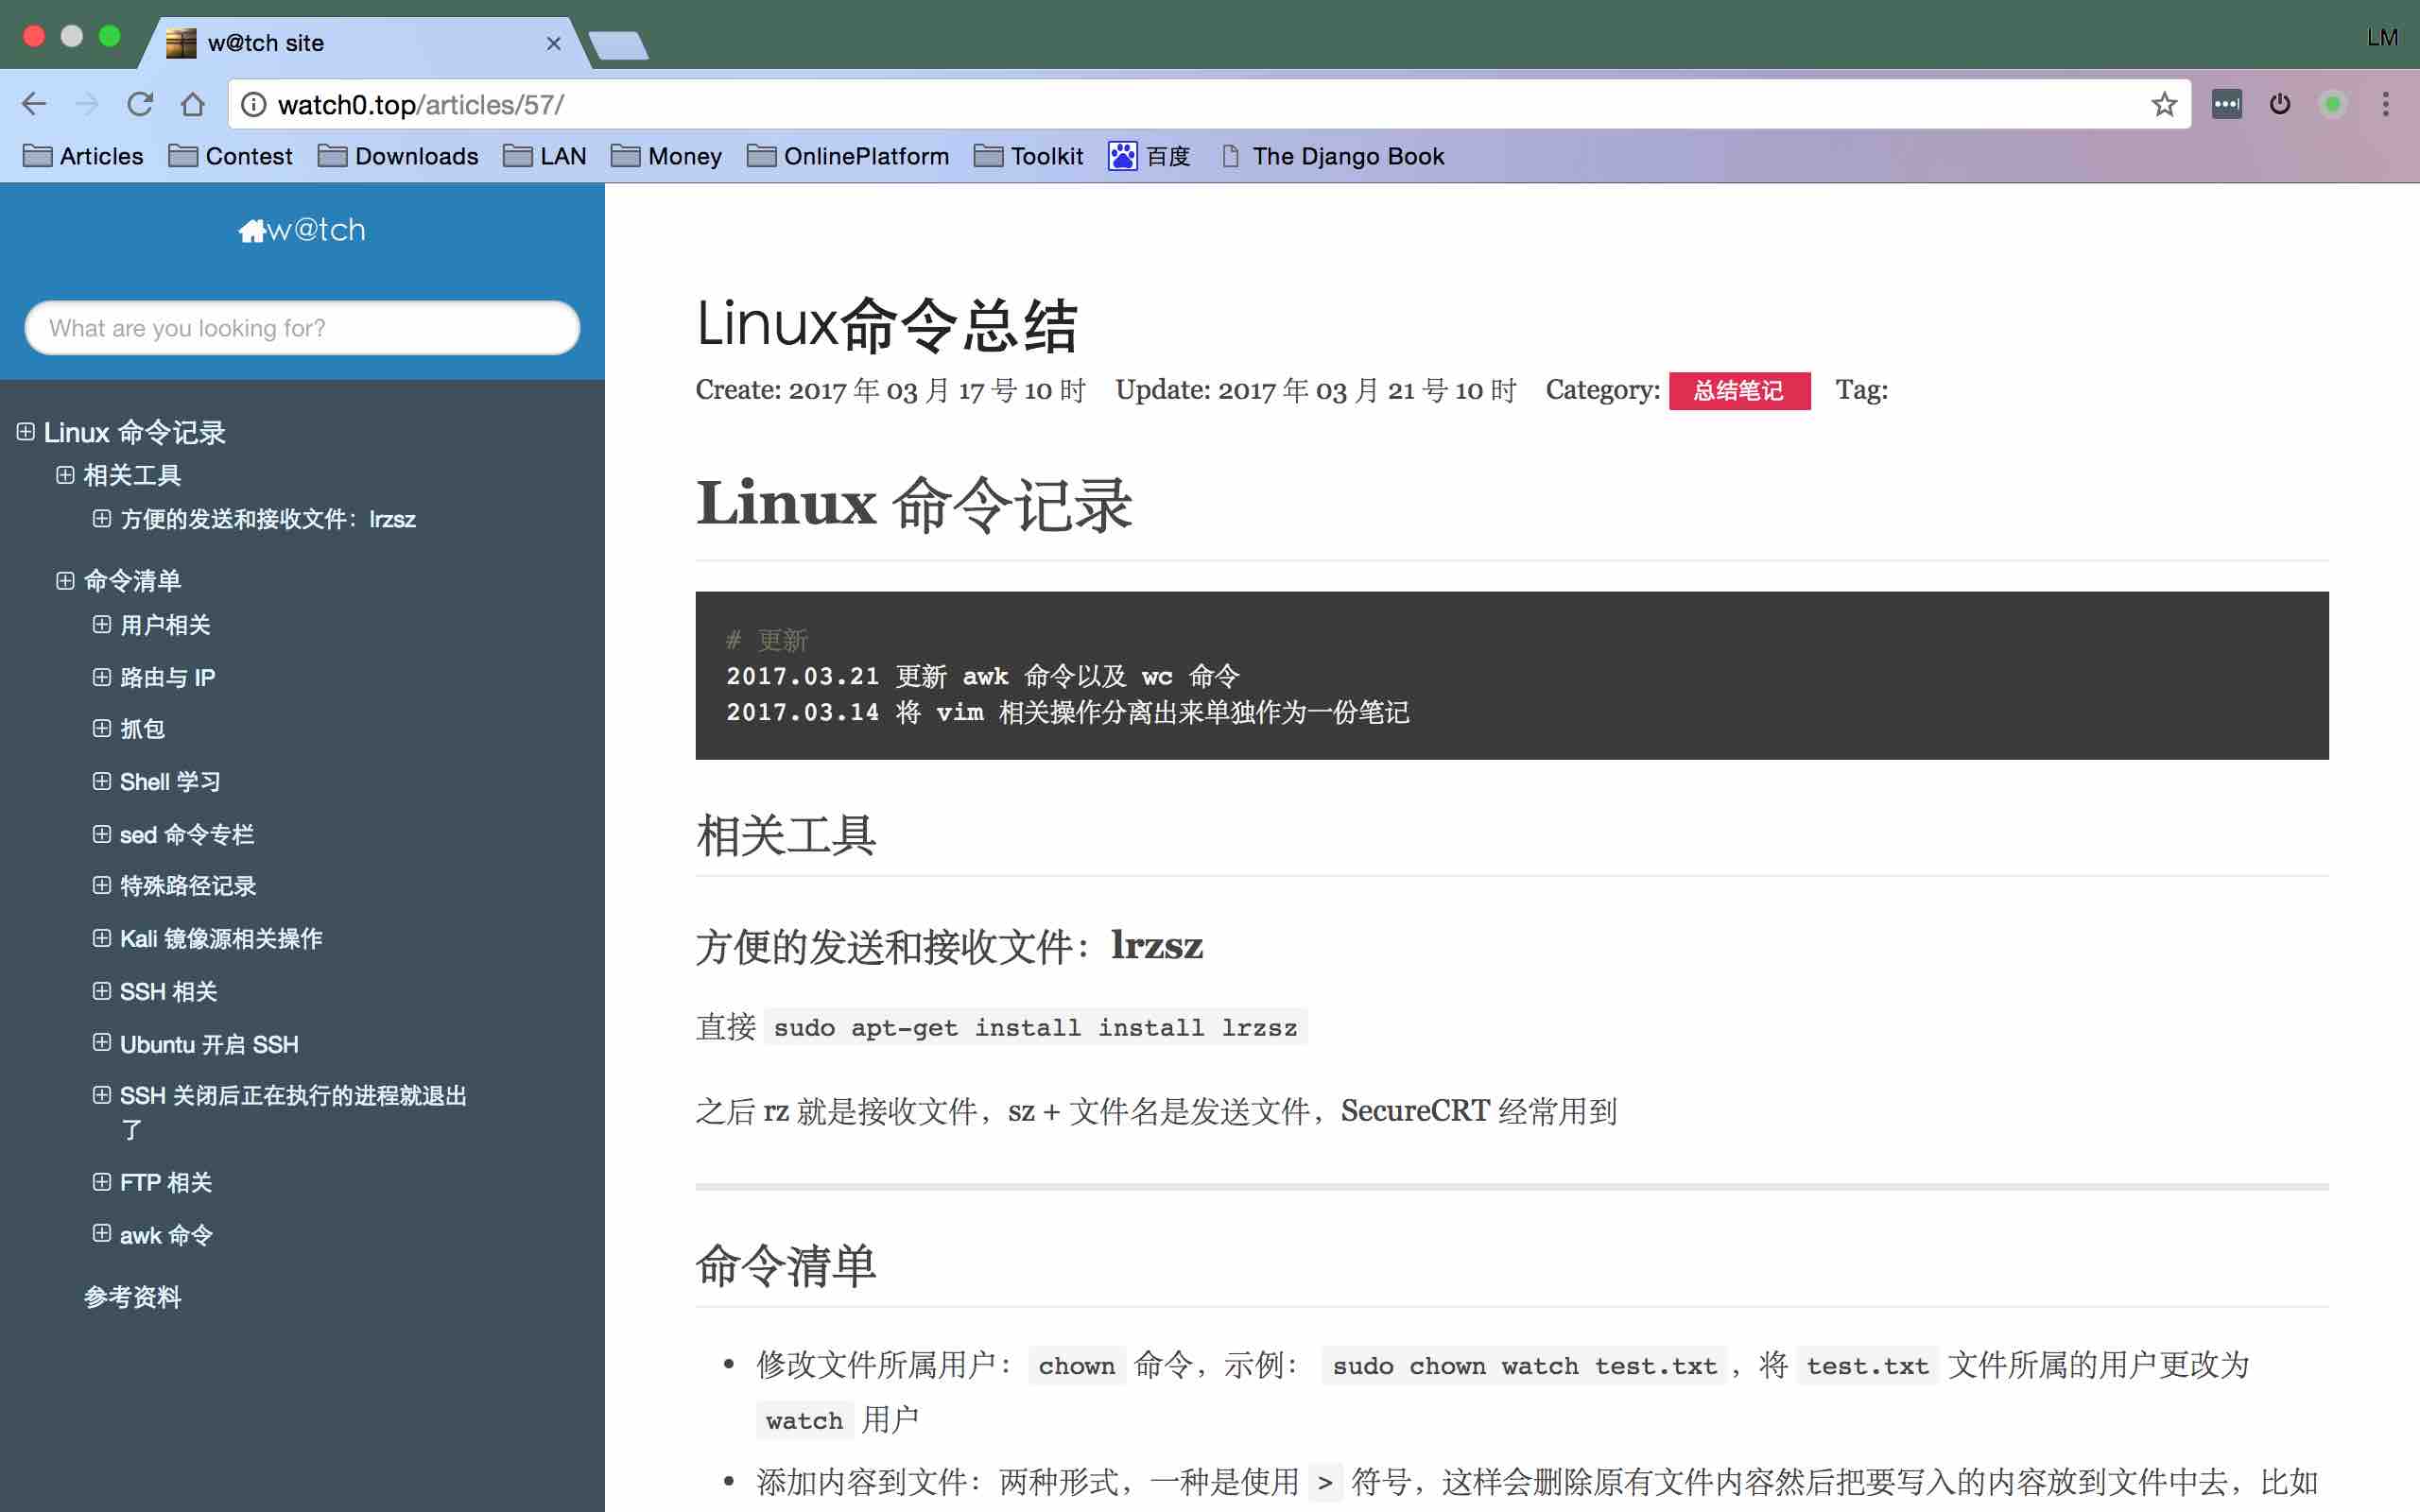 w@tch site
LM
watch0.top/articles/57/
Articles Contest Downloads LAN Money OnlinePlatform Toolkit 百度 The Django Book
w@tch
What are you looking for?
Linux 命令记录
相关工具
方便的发送和接收文件：lrzsz
命令清单
用户相关
路由与 IP
抓包
Shell 学习
sed 命令专栏
特殊路径记录
Kali 镜像源相关操作
SSH 相关
Ubuntu 开启 SSH
SSH 关闭后正在执行的进程就退出
了
FTP 相关
awk 命令
参考资料
Linux命令总结
Create: 2017 年 03 月 17 号 10 时 Update: 2017 年 03 月 21 号 10 时 Category: 总结笔记 Tag:
Linux 命令记录
# 更新
2017.03.21 更新 awk 命令以及 wc 命令
2017.03.14 将 vim 相关操作分离出来单独作为一份笔记
相关工具
方便的发送和接收文件：lrzsz
直接 sudo apt-get install install lrzsz
之后 rz 就是接收文件，sz + 文件名是发送文件，SecureCRT 经常用到
命令清单
• 修改文件所属用户： chown 命令，示例： sudo chown watch test.txt ，将 test.txt 文件所属的用户更改为
watch 用户
• 添加内容到文件：两种形式，一种是使用 > 符号，这样会删除原有文件内容然后把要写入的内容放到文件中去，比如